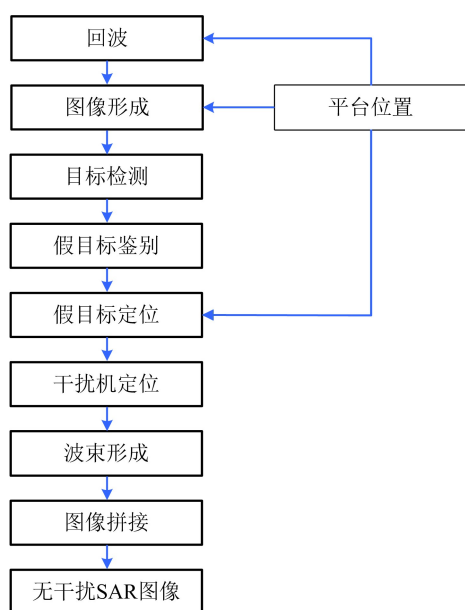 回波
图像形成
平台位置
目标检测
假目标鉴别
假目标定位
干扰机定位
波束形成
图像拼接
无干扰SAR图像